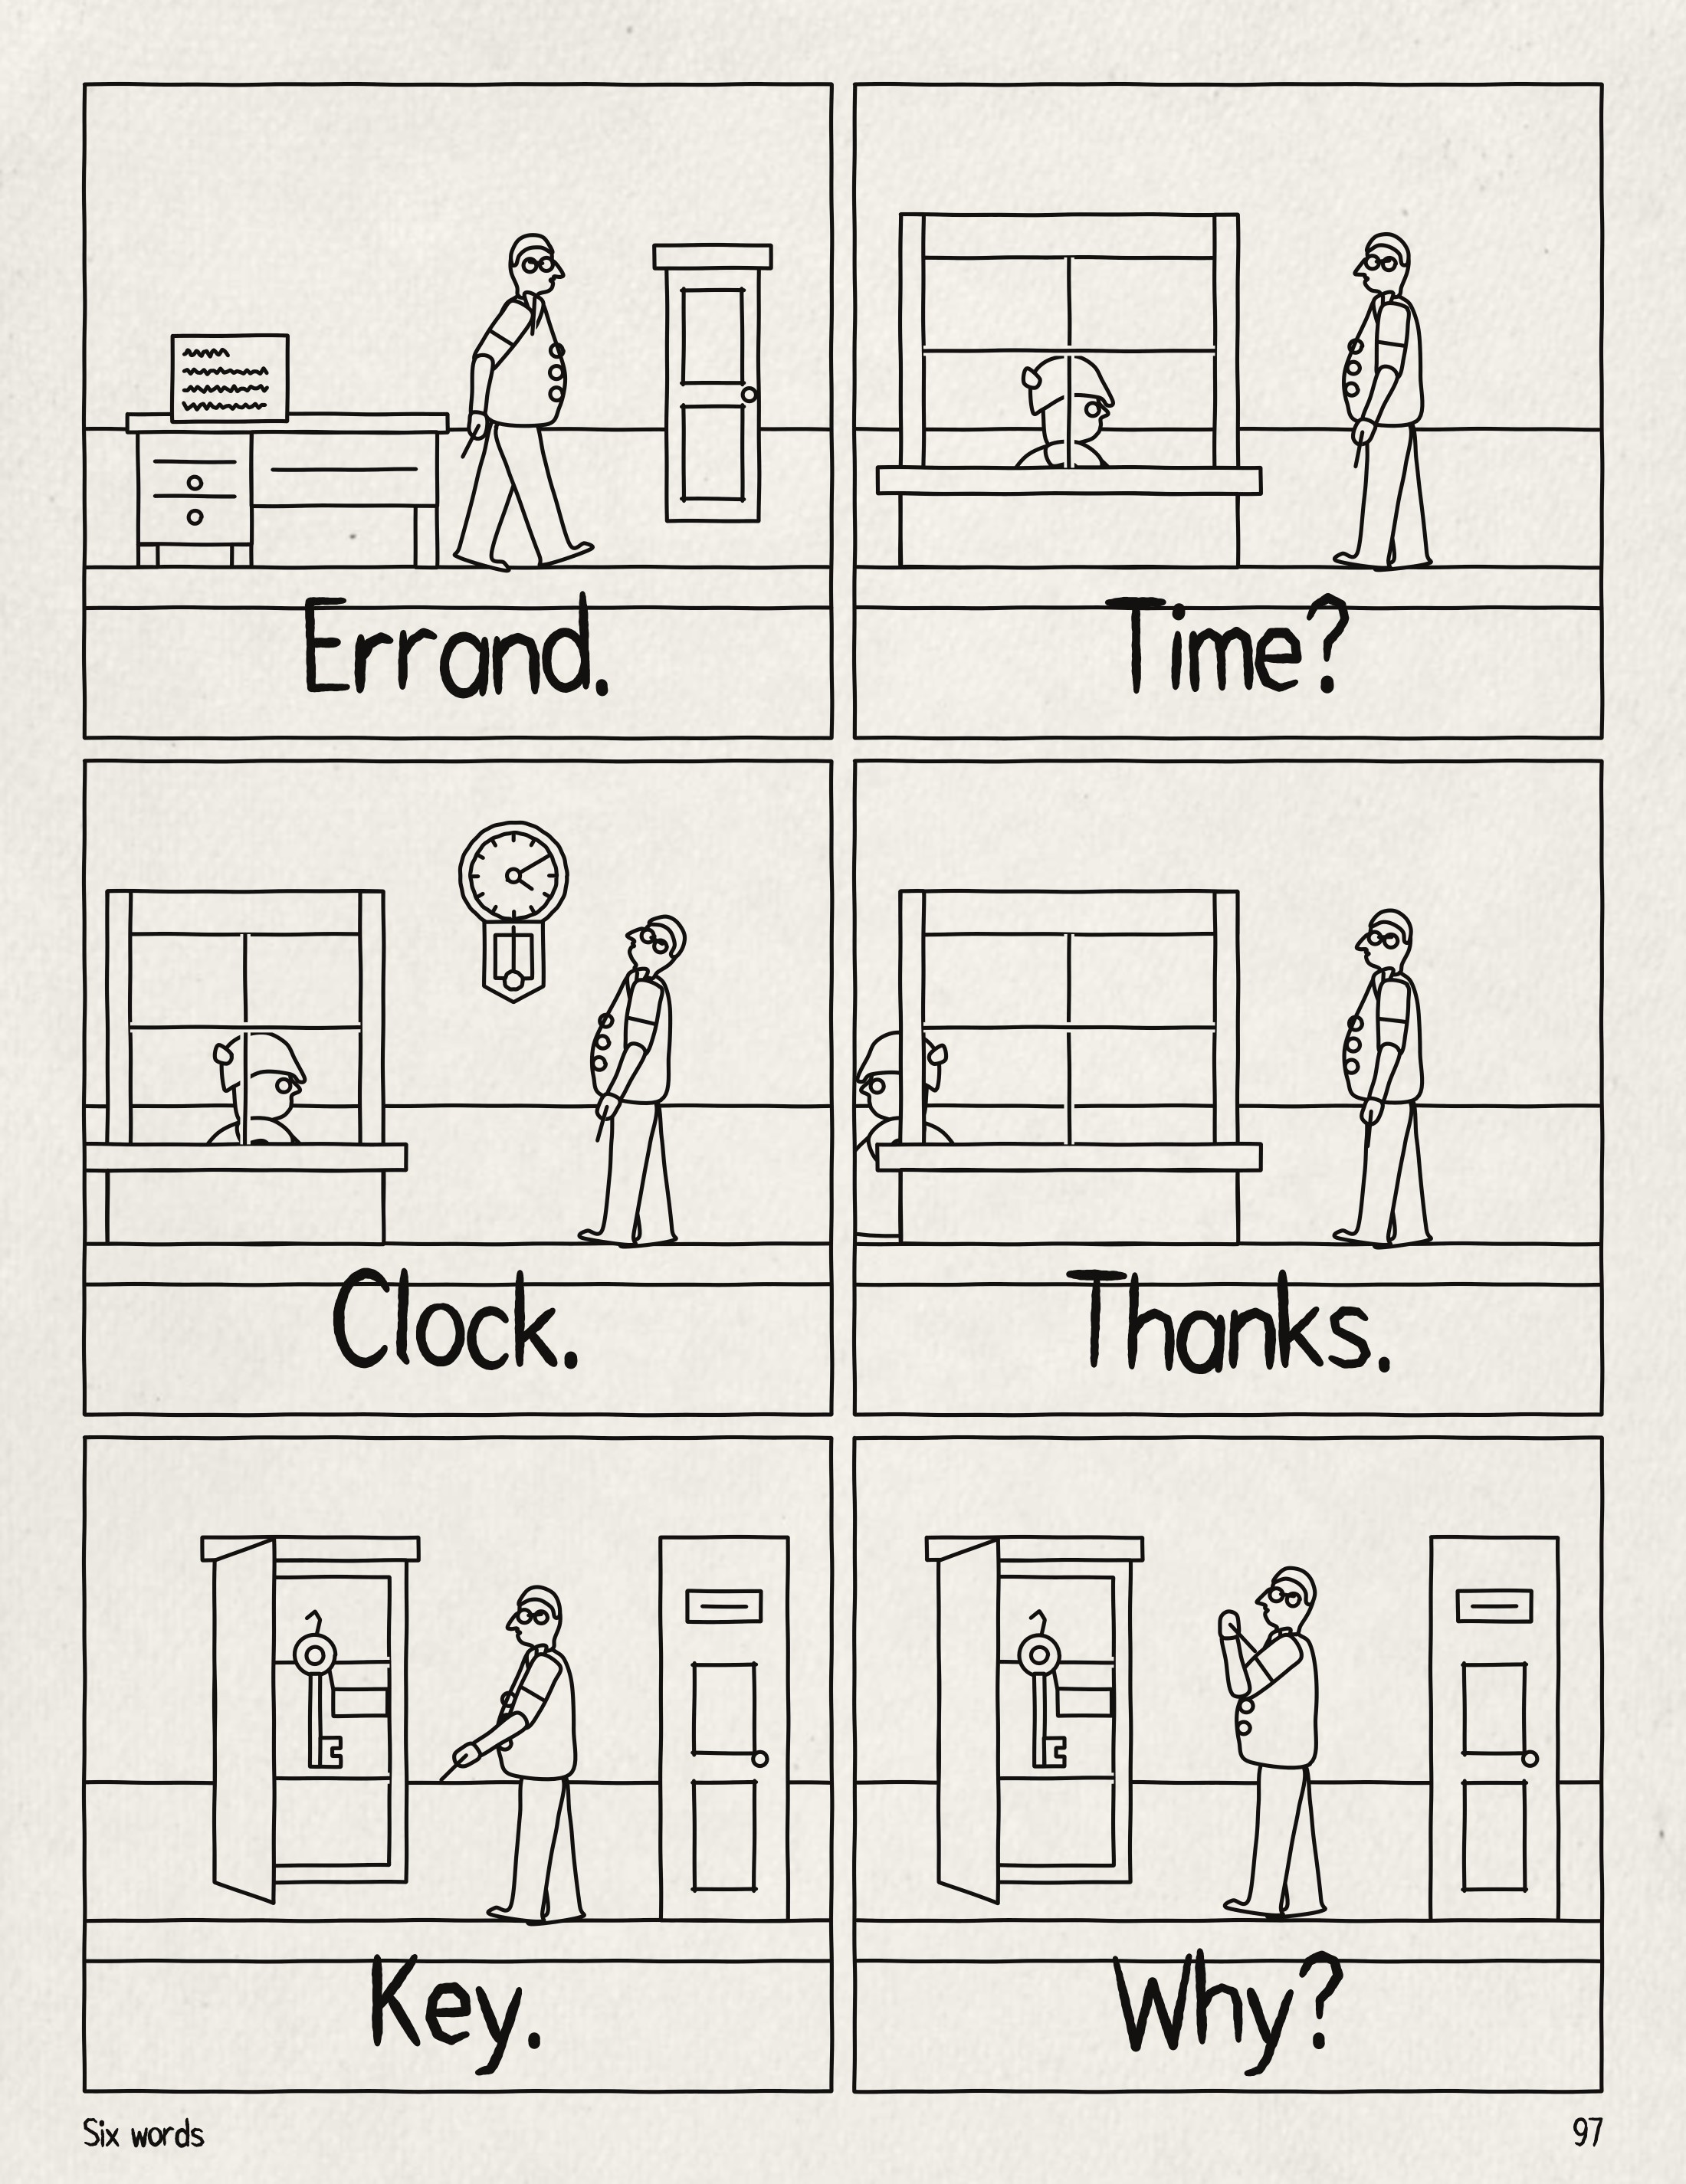 Errand.
Time?
Clock.
Thanks.
Key.
Why?
Six words
97